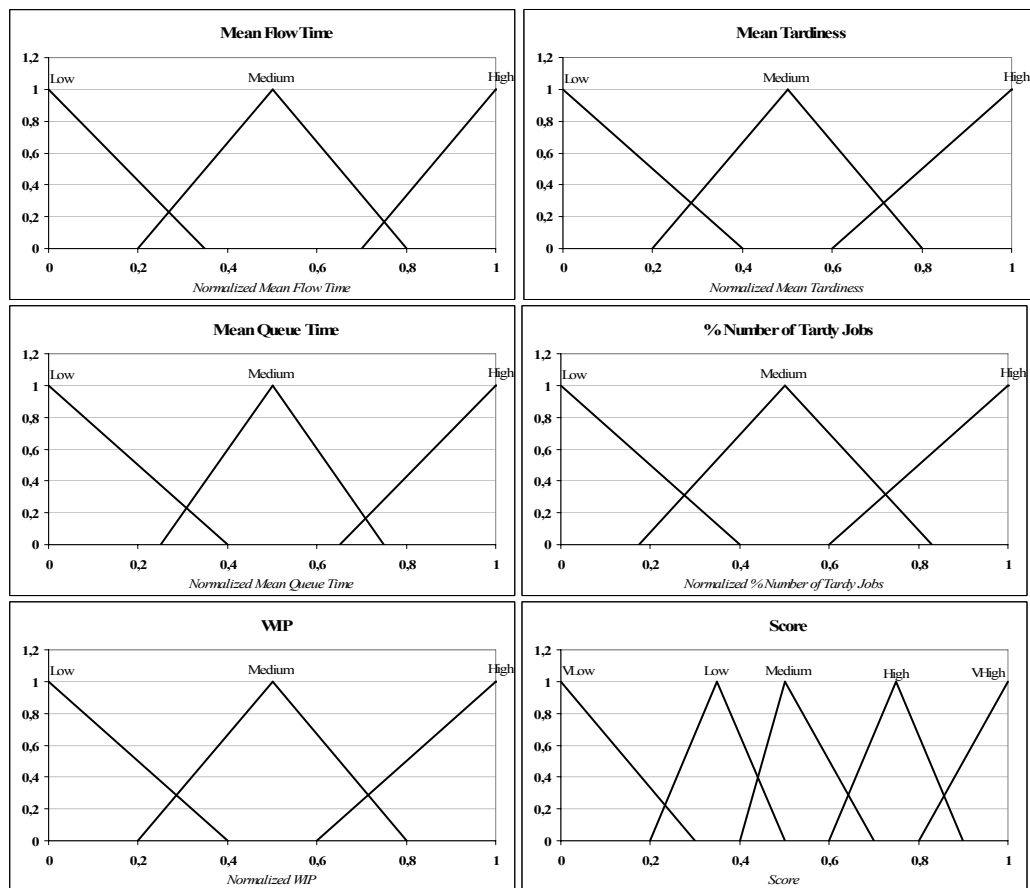 Mean Flow Time
1,2
Low
Medium
High
1
0,8
0,6
0,4
0,2
0
0 0,2 0,4 0,6 0,8 1
Normalized Mean Flow Time
Mean Tardiness
1,2
Low
Medium
High
1
0,8
0,6
0,4
0,2
0
0 0,2 0,4 0,6 0,8 1
Normalized Mean Tardiness
Mean Queue Time
1,2
Low
Medium
High
1
0,8
0,6
0,4
0,2
0
0 0,2 0,4 0,6 0,8 1
Normalized Mean Queue Time
% Number of Tardy Jobs
1,2
Low
Medium
High
1
0,8
0,6
0,4
0,2
0
0 0,2 0,4 0,6 0,8 1
Normalized % Number of Tardy Jobs
WIP
1,2
Low
Medium
High
1
0,8
0,6
0,4
0,2
0
0 0,2 0,4 0,6 0,8 1
Normalized WIP
Score
1,2
VLow
Low
Medium
High
VHigh
1
0,8
0,6
0,4
0,2
0
0 0,2 0,4 0,6 0,8 1
Score